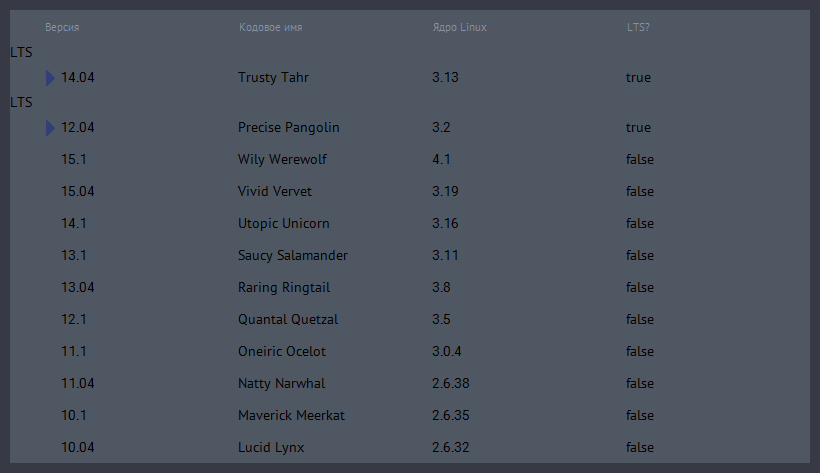 Версия Кодовое имя Ядро Linux LTS?
LTS
14.04 Trusty Tahr 3.13 true
LTS
12.04 Precise Pangolin 3.2 true
15.1 Wily Werewolf 4.1 false
15.04 Vivid Vervet 3.19 false
14.1 Utopic Unicorn 3.16 false
13.1 Saucy Salamander 3.11 false
13.04 Raring Ringtail 3.8 false
12.1 Quantal Quetzal 3.5 false
11.1 Oneiric Ocelot 3.0.4 false
11.04 Natty Narwhal 2.6.38 false
10.1 Maverick Meerkat 2.6.35 false
10.04 Lucid Lynx 2.6.32 false